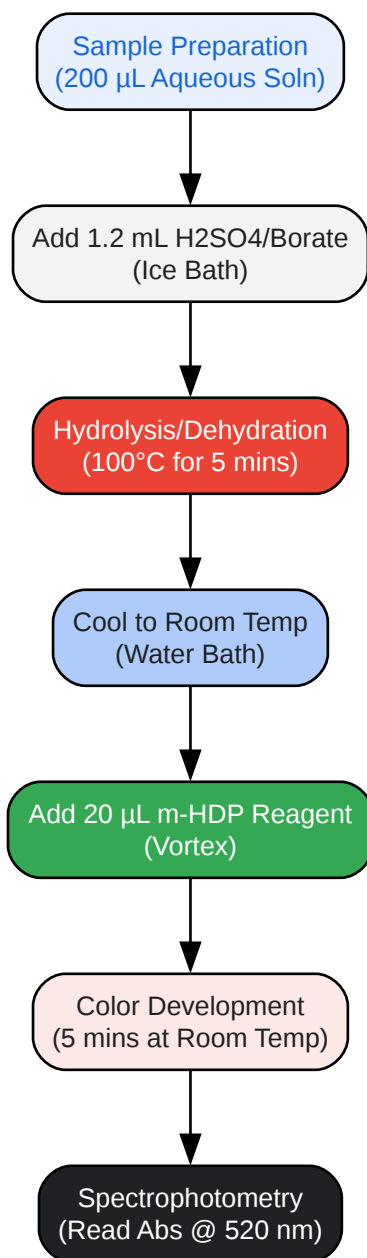 Sample Preparation
(200 µL Aqueous Soln)
Add 1.2 mL H2SO4/Borate
(Ice Bath)
Hydrolysis/Dehydration
(100°C for 5 mins)
Cool to Room Temp
(Water Bath)
Add 20 µL m-HDP Reagent
(Vortex)
Color Development
(5 mins at Room Temp)
Spectrophotometry
(Read Abs @ 520 nm)